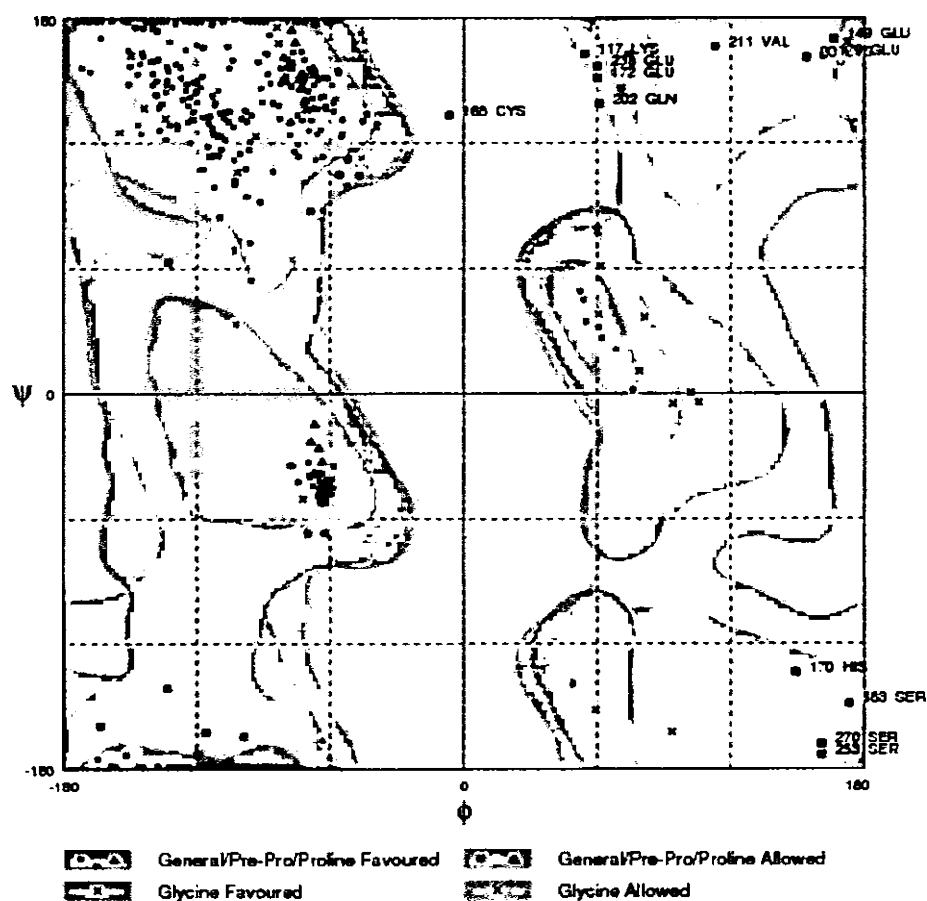 180
149 GLU
211 VAL
117 LYS
GLU
172 GLU
202 GLN
165 CYS
ψ
0
170 HIS
SER
270 SER
253 SER
-180
-180
0
180
ϕ
General/Pre-Pro/Proline Favoured
General/Pre-Pro/Proline Allowed
Glycine Favoured
Glycine Allowed